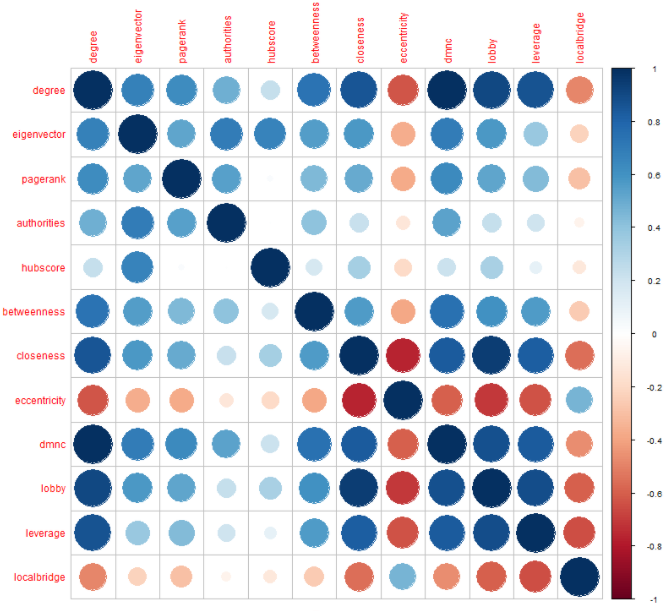 degree
eigenvector
pagerank
authorities
hubscore
betweenness
closeness
eccentricity
dmnc
lobby
leverage
localbridge
degree
eigenvector
pagerank
authorities
hubscore
betweenness
closeness
eccentricity
dmnc
lobby
leverage
localbridge
1
0.8
0.6
0.4
0.2
0
-0.2
-0.4
-0.6
-0.8
-1